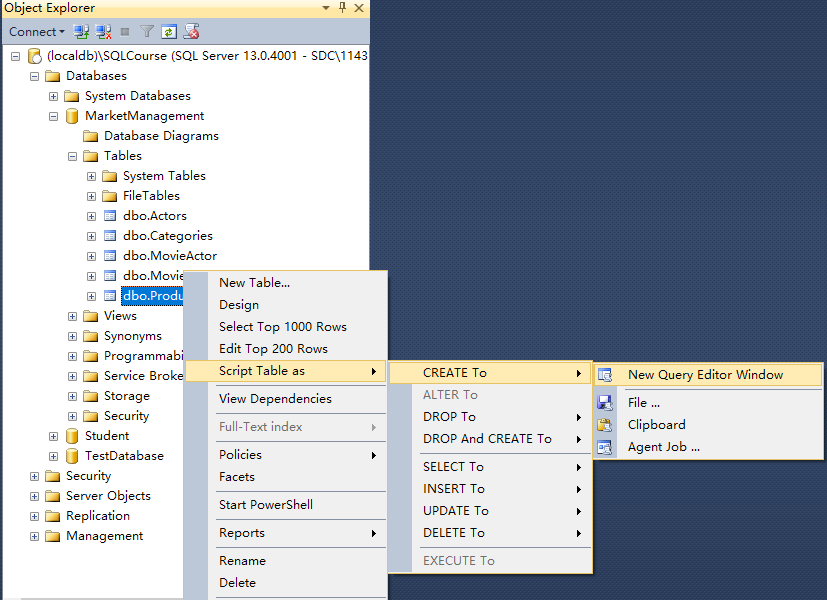 Object Explorer
Connect
(localdb)\SQLCourse (SQL Server 13.0.4001 - SDC\1143
Databases
System Databases
MarketManagement
Database Diagrams
Tables
System Tables
FileTables
dbo.Actors
dbo.Categories
dbo.MovieActor
dbo.Movie
dbo.Produ
Views
Synonyms
Programmabi
Service Broke
Storage
Security
Student
TestDatabase
Security
Server Objects
Replication
Management
New Table...
Design
Select Top 1000 Rows
Edit Top 200 Rows
Script Table as
View Dependencies
Full-Text index
Policies
Facets
Start PowerShell
Reports
Rename
Delete
CREATE To
ALTER To
DROP To
DROP And CREATE To
SELECT To
INSERT To
UPDATE To
DELETE To
EXECUTE To
New Query Editor Window
File ...
Clipboard
Agent Job ...